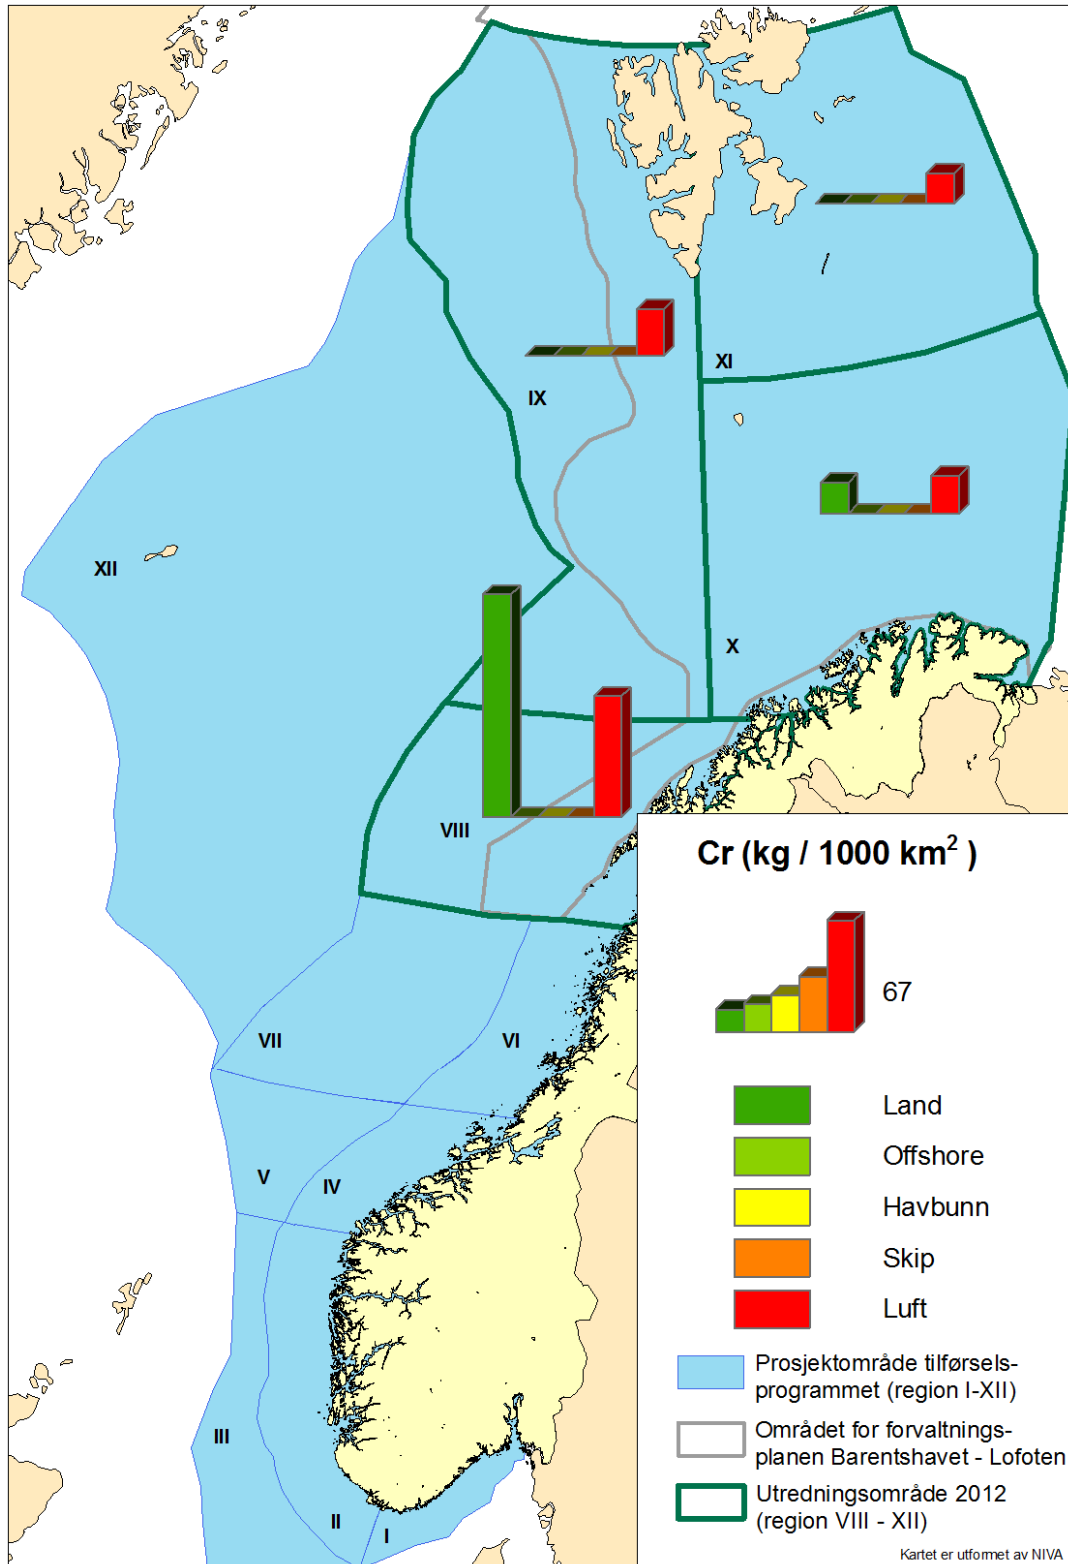 XI
IX
XII
X
VIII
Cr (kg / 1000 km²)
67
VII
VI
Land
Offshore
V
IV
Havbunn
Skip
Luft
Prosjektområde tilførsels-
programmet (region I-XII)
III
Området for forvaltnings-
planen Barentshavet - Lofoten
Utredningsområde 2012
(region VIII - XII)
II
I
Kartet er utformet av NIVA